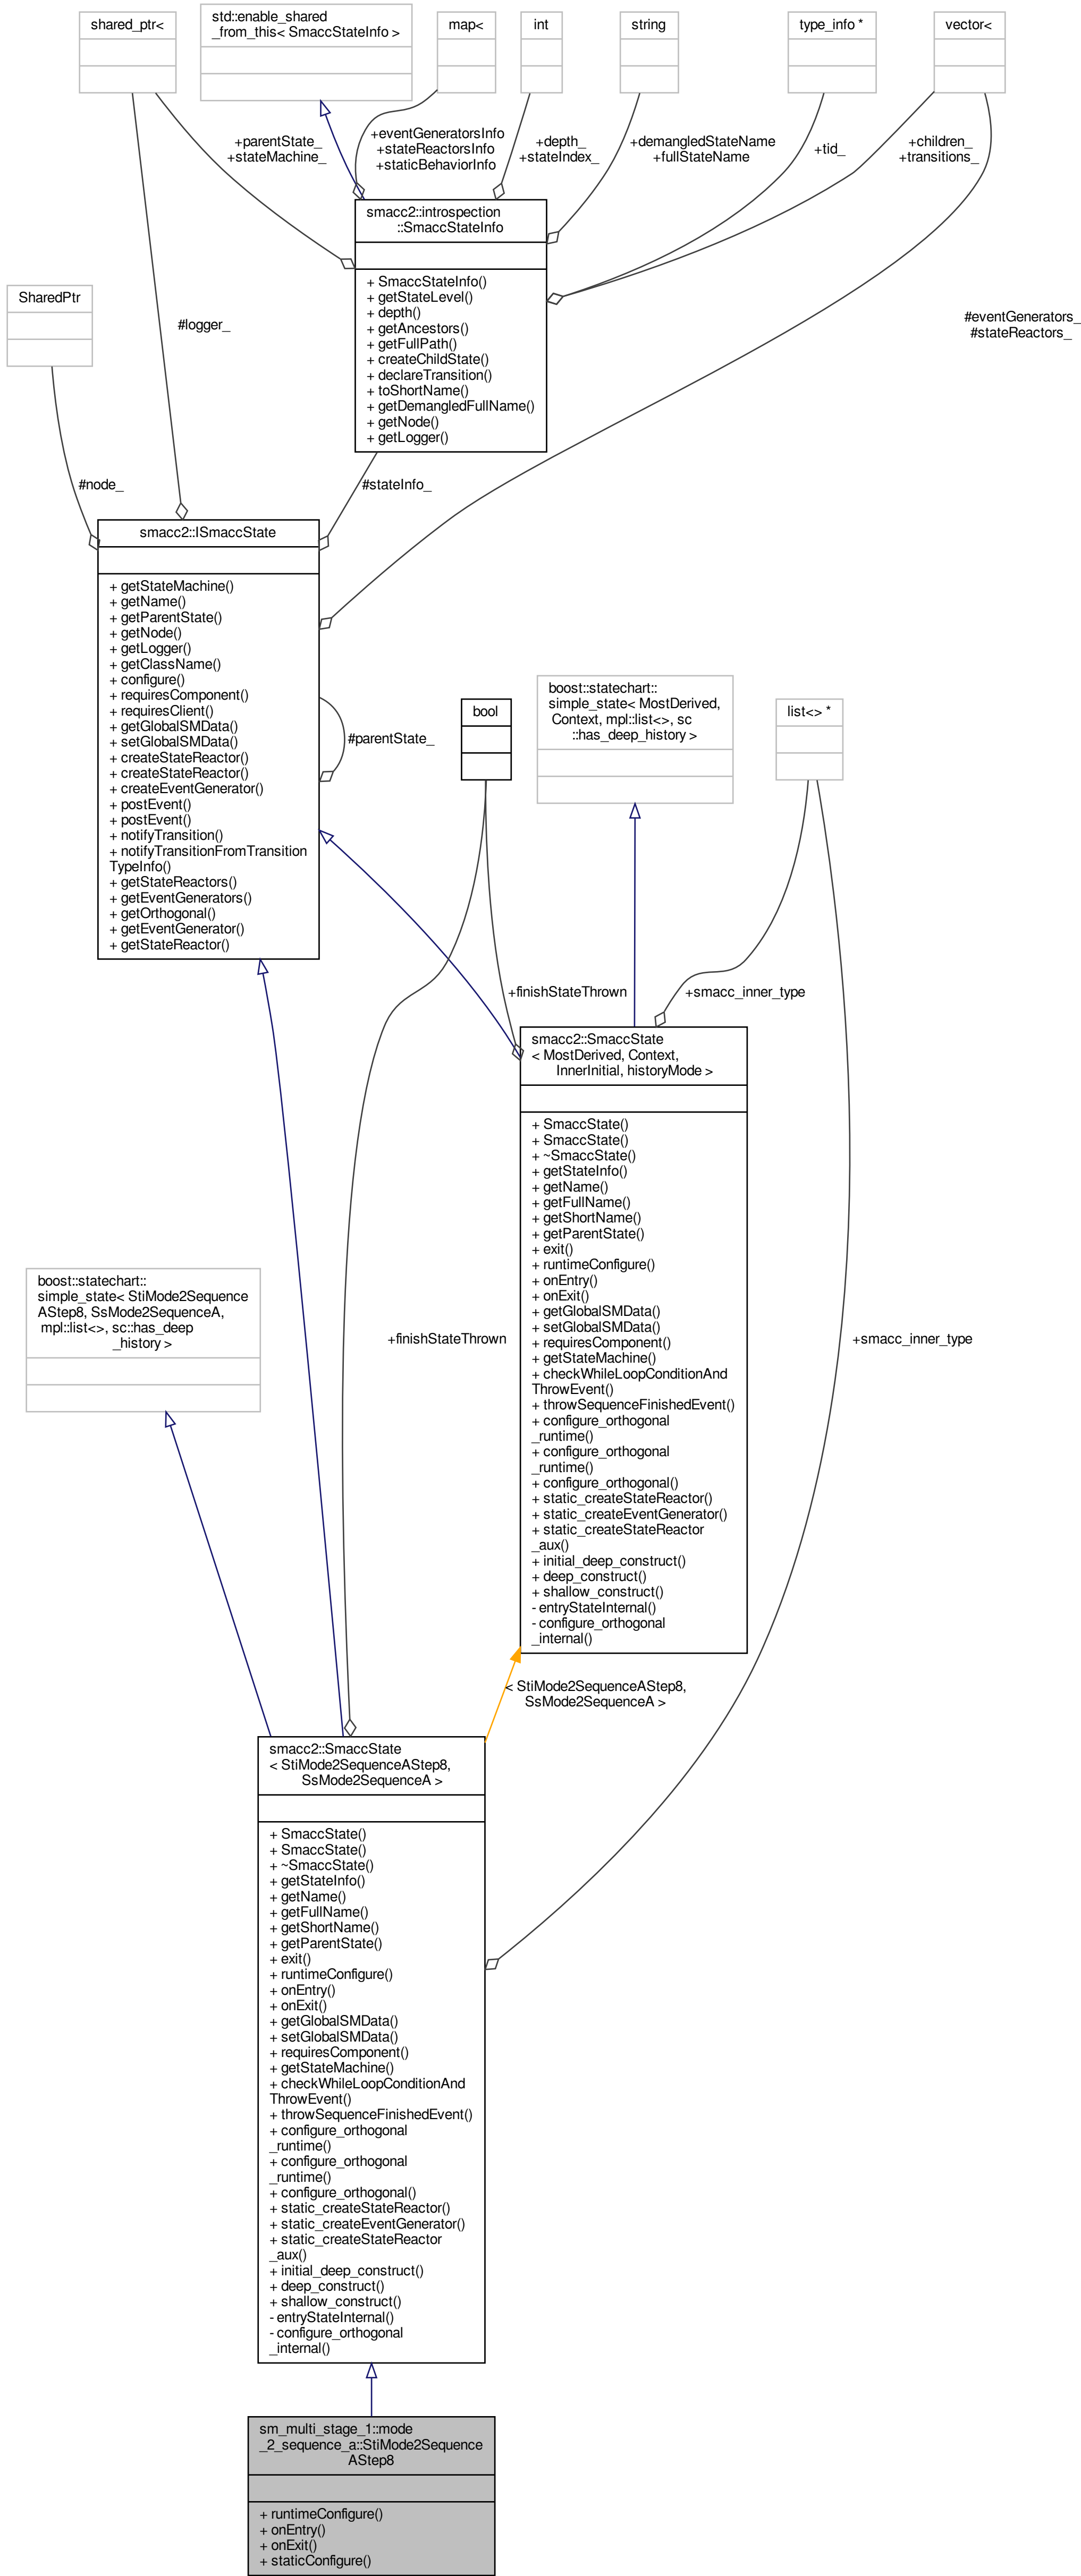 shared_ptr<
std::enable_shared
_from_this< SmaccStateInfo >
map<
int
string
type_info *
vector<
+parentState_
+stateMachine_
+eventGeneratorsInfo
+stateReactorsInfo
+staticBehaviorInfo
+depth_
+stateIndex_
+demangledStateName
+fullStateName
+tid_
+children_
+transitions_
smacc2::introspection
::SmaccStateInfo
+ SmaccStateInfo()
+ getStateLevel()
+ depth()
+ getAncestors()
+ getFullPath()
+ createChildState()
+ declareTransition()
+ toShortName()
+ getDemangledFullName()
+ getNode()
+ getLogger()
SharedPtr
#logger_
#eventGenerators_
#stateReactors_
#node_
#stateInfo_
smacc2::ISmaccState
+ getStateMachine()
+ getName()
+ getParentState()
+ getNode()
+ getLogger()
+ getClassName()
+ configure()
+ requiresComponent()
+ requiresClient()
+ getGlobalSMData()
+ setGlobalSMData()
+ createStateReactor()
+ createStateReactor()
+ createEventGenerator()
+ postEvent()
+ postEvent()
+ notifyTransition()
+ notifyTransitionFromTransition
TypeInfo()
+ getStateReactors()
+ getEventGenerators()
+ getOrthogonal()
+ getEventGenerator()
+ getStateReactor()
#parentState_
bool
boost::statechart::
simple_state< MostDerived,
Context, mpl::list<>, sc
::has_deep_history >
list<> *
+finishStateThrown
+smacc_inner_type
smacc2::SmaccState
< MostDerived, Context,
InnerInitial, historyMode >
+ SmaccState()
+ SmaccState()
+ ~SmaccState()
+ getStateInfo()
+ getName()
+ getFullName()
+ getShortName()
+ getParentState()
+ exit()
+ runtimeConfigure()
+ onEntry()
+ onExit()
+ getGlobalSMData()
+ setGlobalSMData()
+ requiresComponent()
+ getStateMachine()
+ checkWhileLoopConditionAnd
ThrowEvent()
+ throwSequenceFinishedEvent()
+ configure_orthogonal
_runtime()
+ configure_orthogonal
_runtime()
+ configure_orthogonal()
+ static_createStateReactor()
+ static_createEventGenerator()
+ static_createStateReactor
_aux()
+ initial_deep_construct()
+ deep_construct()
+ shallow_construct()
- entryStateInternal()
- configure_orthogonal
_internal()
boost::statechart::
simple_state< StiMode2Sequence
AStep8, SsMode2SequenceA,
mpl::list<>, sc::has_deep
_history >
+finishStateThrown
+smacc_inner_type
< StiMode2SequenceAStep8,
SsMode2SequenceA >
smacc2::SmaccState
< StiMode2SequenceAStep8,
SsMode2SequenceA >
+ SmaccState()
+ SmaccState()
+ ~SmaccState()
+ getStateInfo()
+ getName()
+ getFullName()
+ getShortName()
+ getParentState()
+ exit()
+ runtimeConfigure()
+ onEntry()
+ onExit()
+ getGlobalSMData()
+ setGlobalSMData()
+ requiresComponent()
+ getStateMachine()
+ checkWhileLoopConditionAnd
ThrowEvent()
+ throwSequenceFinishedEvent()
+ configure_orthogonal
_runtime()
+ configure_orthogonal
_runtime()
+ configure_orthogonal()
+ static_createStateReactor()
+ static_createEventGenerator()
+ static_createStateReactor
_aux()
+ initial_deep_construct()
+ deep_construct()
+ shallow_construct()
- entryStateInternal()
- configure_orthogonal
_internal()
sm_multi_stage_1::mode
_2_sequence_a::StiMode2Sequence
AStep8
+ runtimeConfigure()
+ onEntry()
+ onExit()
+ staticConfigure()